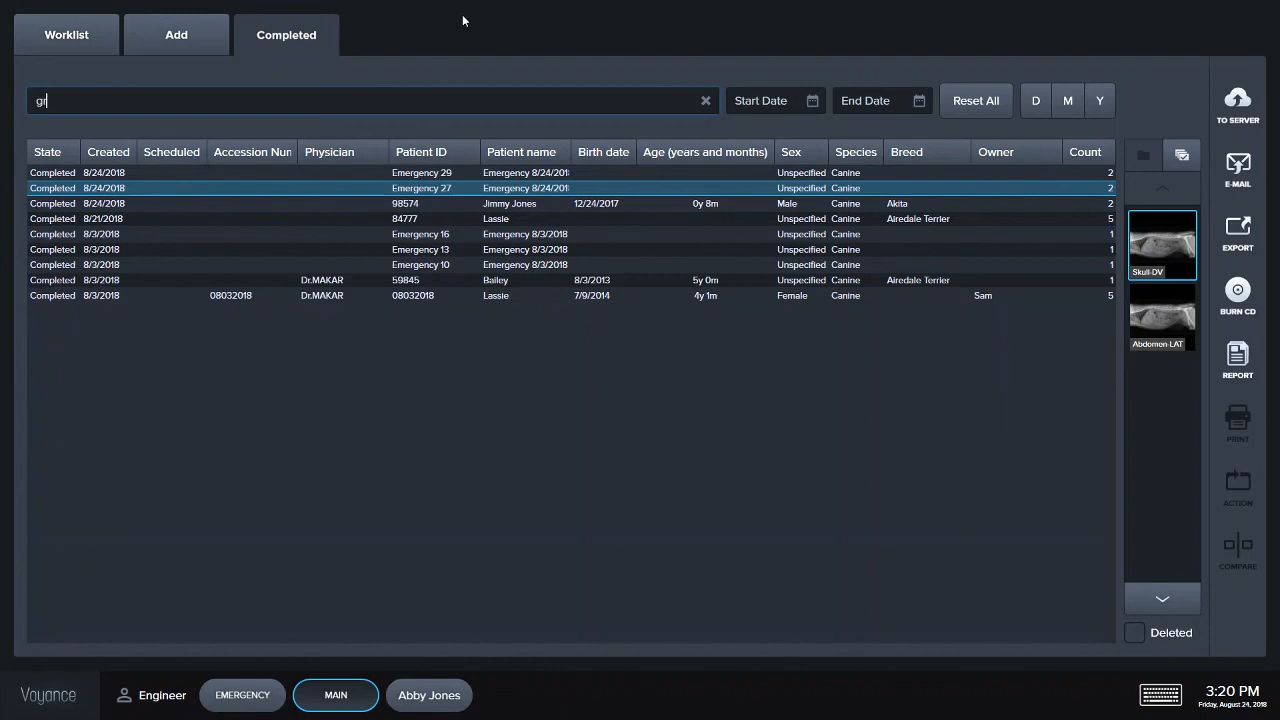 Worklist Add Completed
gr Start Date End Date Reset All D M Y
State Created Scheduled Accession Num Physician Patient ID Patient name Birth date Age (years and months) Sex Species Breed Owner Count
Completed 8/24/2018 Emergency 29 Emergency 8/24/201 Unspecified Canine 2
Completed 8/24/2018 Emergency 27 Emergency 8/24/201 Unspecified Canine 2
Completed 8/24/2018 98574 Jimmy Jones 12/24/2017 0y 8m Male Canine Akita 2
Completed 8/21/2018 84777 Lassie Unspecified Canine Airedale Terrier 5
Completed 8/3/2018 Emergency 16 Emergency 8/3/2018 Unspecified Canine 1
Completed 8/3/2018 Emergency 13 Emergency 8/3/2018 Unspecified Canine 1
Completed 8/3/2018 Emergency 10 Emergency 8/3/2018 Unspecified Canine 1
Completed 8/3/2018 Dr.MAKAR 59845 Bailey 8/3/2013 5y 0m Unspecified Canine Airedale Terrier 1
Completed 8/3/2018 08032018 Dr.MAKAR 08032018 Lassie 7/9/2014 4y 1m Female Canine Sam 5
Skull-DV
Abdomen-LAT
Deleted
TO SERVER
E-MAIL
EXPORT
BURN CD
REPORT
PRINT
ACTION
COMPARE
Voyance Engineer EMERGENCY MAIN Abby Jones 3:20 PM
Friday, August 24, 2018